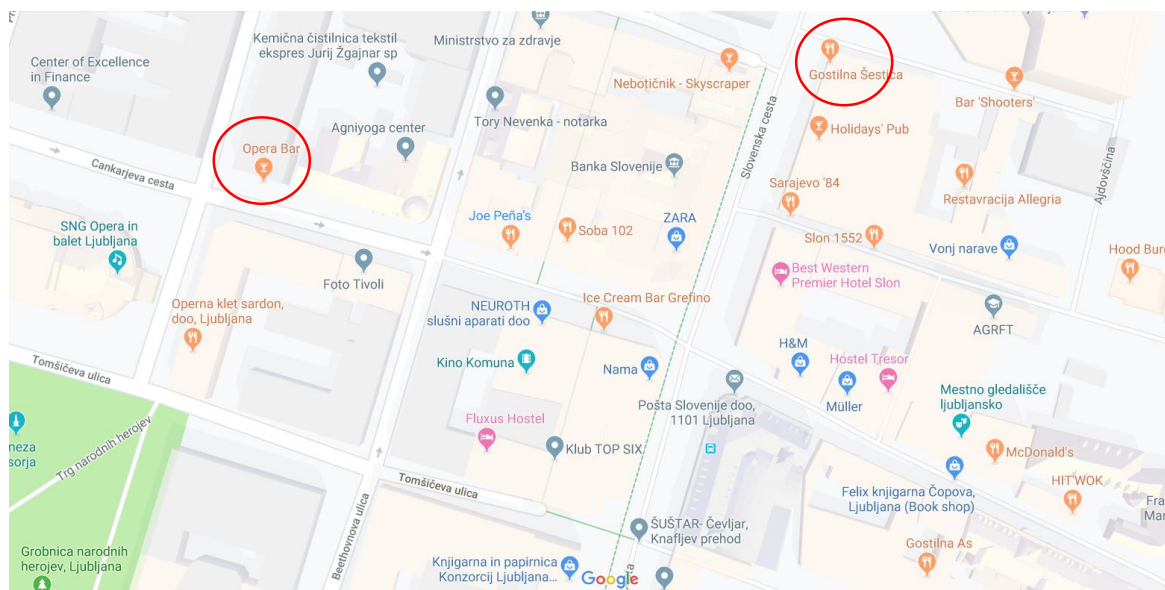 Center of Excellence
in Finance
Kemična čistilnica tekstil
ekspres Jurij Žgajnar sp
Ministrstvo za zdravje
Nebotičnik - Skyscraper
Gostilna Šestica
Bar 'Shooters'
Tory Nevenka - notarka
Agniyoga center
Opera Bar
Holidays' Pub
Slovenska cesta
Ajdovščina
Cankarjeva cesta
Banka Slovenije
Sarajevo '84
Restavracija Allegria
SNG Opera in
balet Ljubljana
Joe Peña's
Soba 102
ZARA
Slon 1552
Vonj narave
Hood Bur
Foto Tivoli
Best Western
Premier Hotel Slon
Operna klet sardon,
doo, Ljubljana
NEUROTH
slušni aparati doo
Ice Cream Bar Grefino
AGRFT
Tomšičeva ulica
Kino Komuna
Nama
H&M
Hostel Tresor
Müller
Mestno gledališče
ljubljansko
Pošta Slovenije doo,
1101 Ljubljana
Fluxus Hostel
Klub TOP SIX
McDonald's
neza
sorja
Trg narodnih herojev
Tomšičeva ulica
HIT'WOK
Felix knjigarna Čopova,
Ljubljana (Book shop)
Fra
Mar
Beethovnova ulica
ŠUŠTAR- Čevljar,
Knafljev prehod
Gostilna As
Grobnica narodnih
herojev, Ljubljana
Knjigarna in papirnica
Konzorcij Ljubljana...
Google